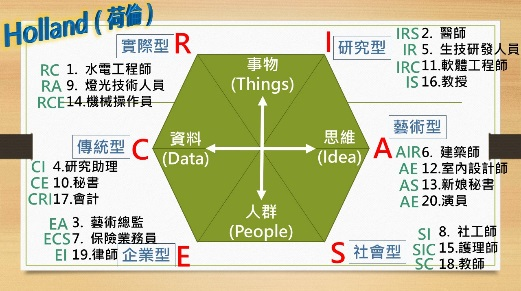 Holland (荷倫)
實際型 R
RC 1. 水電工程師
RA 9. 燈光技術人員
RCE 14.機械操作員
I 研究型
IRS 2. 醫師
IR 5. 生技研發人員
IRC 11.軟體工程師
IS 16.教授
事物
(Things)
資料
(Data)
思維
(Idea)
人群
(People)
傳統型 C
CI 4.研究助理
CE 10.秘書
CRI 17.會計
藝術型
A
AIR 6. 建築師
AE 12.室內設計師
AS 13.新娘秘書
AE 20.演員
EA 3. 藝術總監
ECS 7. 保險業務員
EI 19.律師
企業型 E
S 社會型
SI 8. 社工師
SIC 15.護理師
SC 18.教師